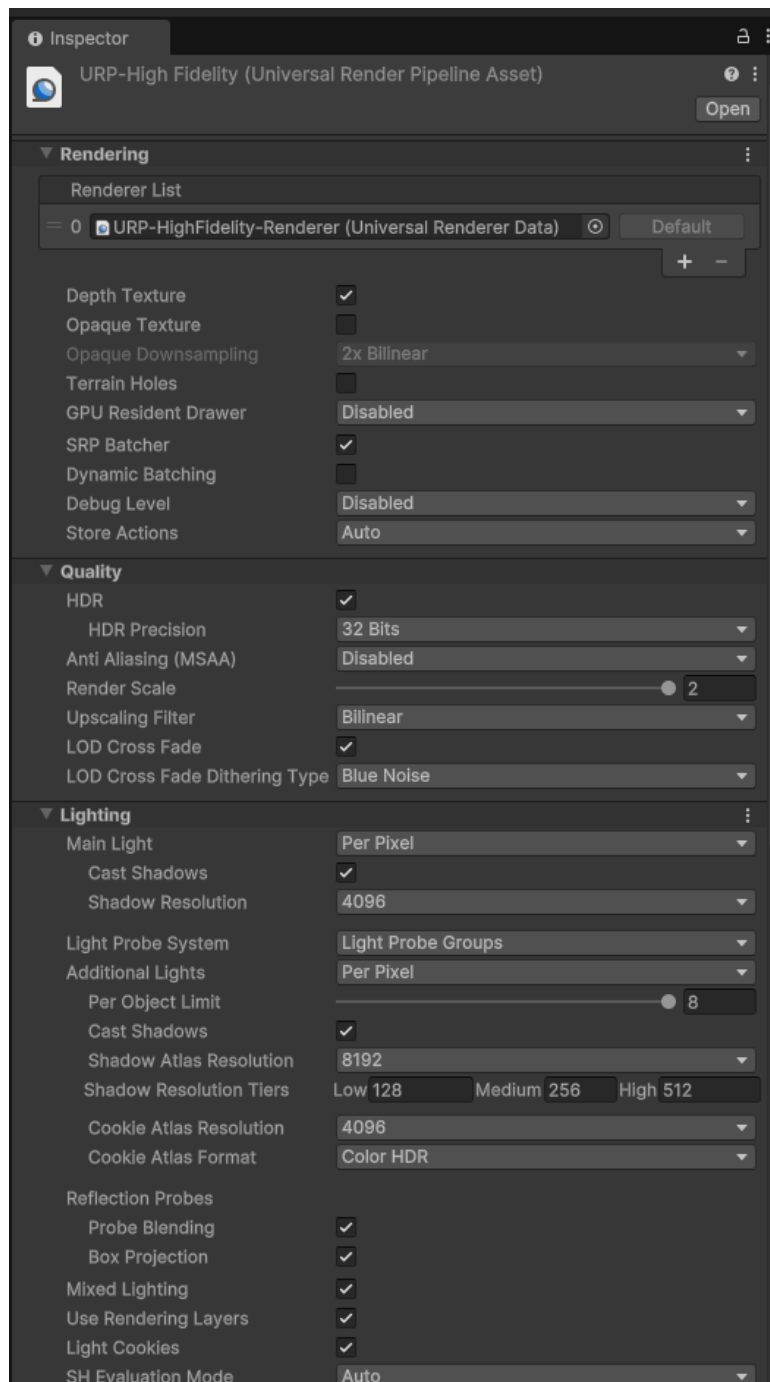 Inspector
URP-High Fidelity (Universal Render Pipeline Asset)
Open
Rendering
Renderer List
0 URP-HighFidelity-Renderer (Universal Renderer Data) Default
Depth Texture
Opaque Texture
Opaque Downsampling 2x Bilinear
Terrain Holes
GPU Resident Drawer Disabled
SRP Batcher
Dynamic Batching
Debug Level Disabled
Store Actions Auto
Quality
HDR
HDR Precision 32 Bits
Anti Aliasing (MSAA) Disabled
Render Scale 2
Upscaling Filter Bilinear
LOD Cross Fade
LOD Cross Fade Dithering Type Blue Noise
Lighting
Main Light Per Pixel
Cast Shadows
Shadow Resolution 4096
Light Probe System Light Probe Groups
Additional Lights Per Pixel
Per Object Limit 8
Cast Shadows
Shadow Atlas Resolution 8192
Shadow Resolution Tiers Low 128 Medium 256 High 512
Cookie Atlas Resolution 4096
Cookie Atlas Format Color HDR
Reflection Probes
Probe Blending
Box Projection
Mixed Lighting
Use Rendering Layers
Light Cookies
SH Evaluation Mode Auto